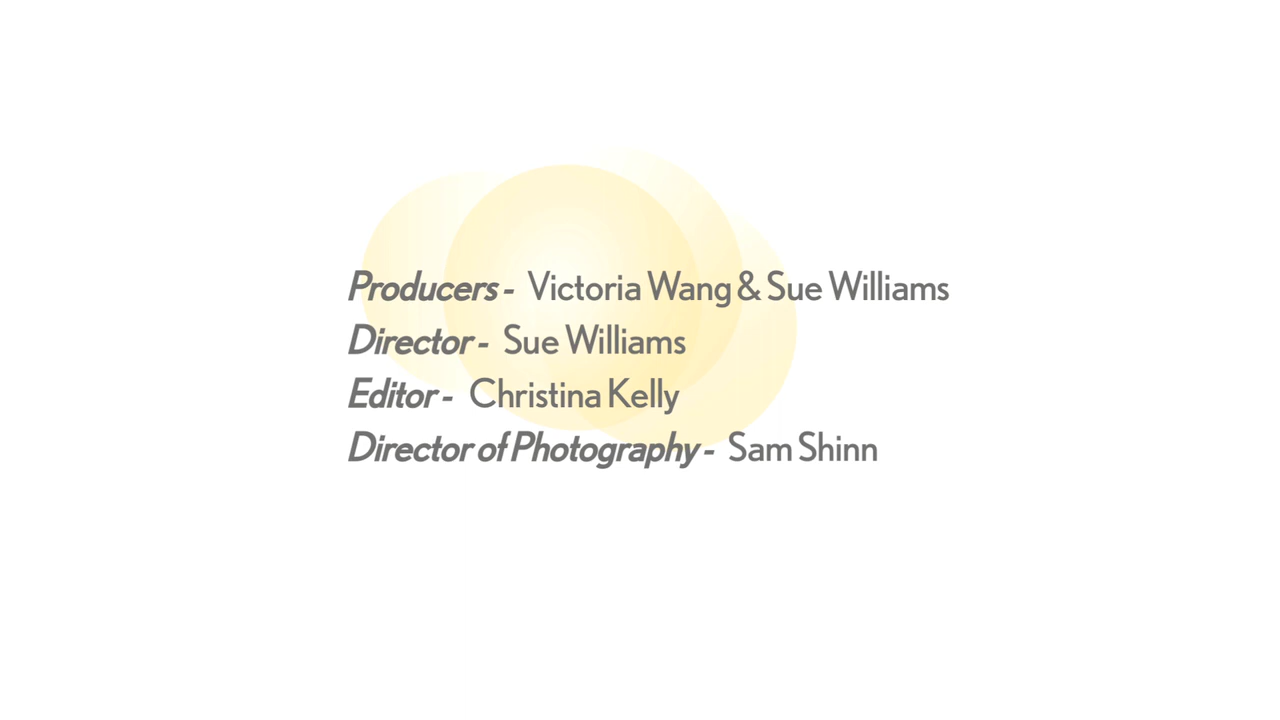 Producers - Victoria Wang & Sue Williams
Director - Sue Williams
Editor - Christina Kelly
Director of Photography - Sam Shinn